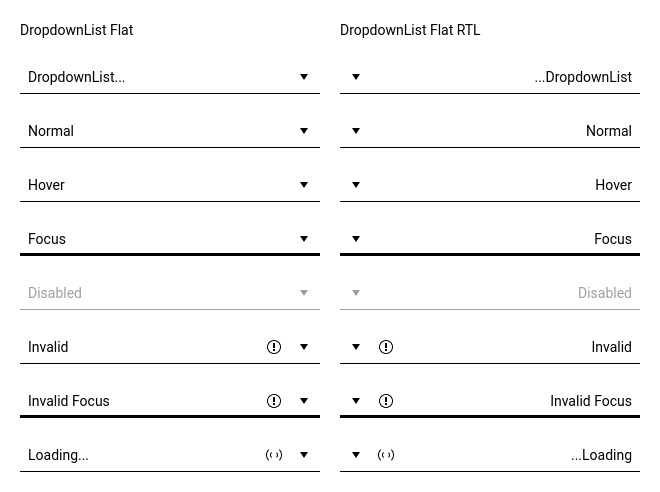 DropdownList Flat
DropdownList...
Normal
Hover
Focus
Disabled
Invalid
Invalid Focus
Loading...
DropdownList Flat RTL
...DropdownList
Normal
Hover
Focus
Disabled
Invalid
Invalid Focus
...Loading